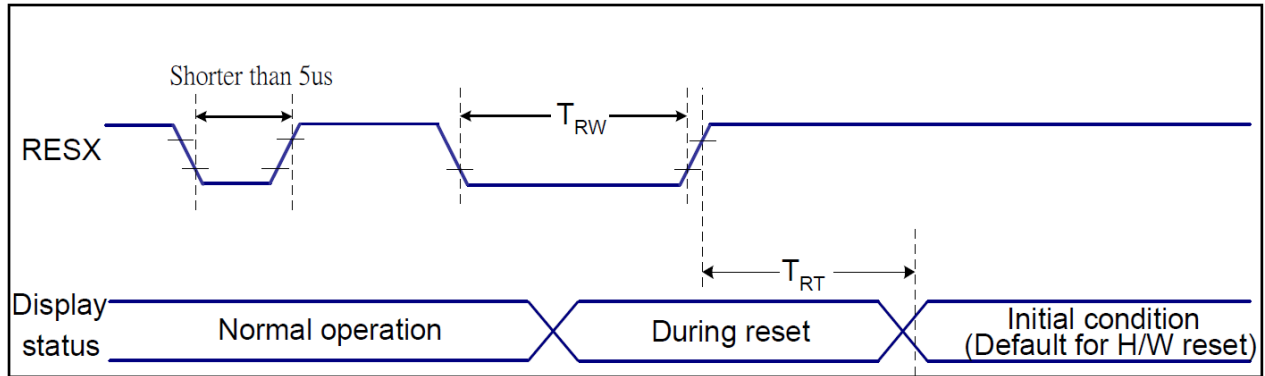 Shorter than 5us
RESX
TRW
TRT
Display
status
Normal operation
During reset
Initial condition
(Default for H/W reset)